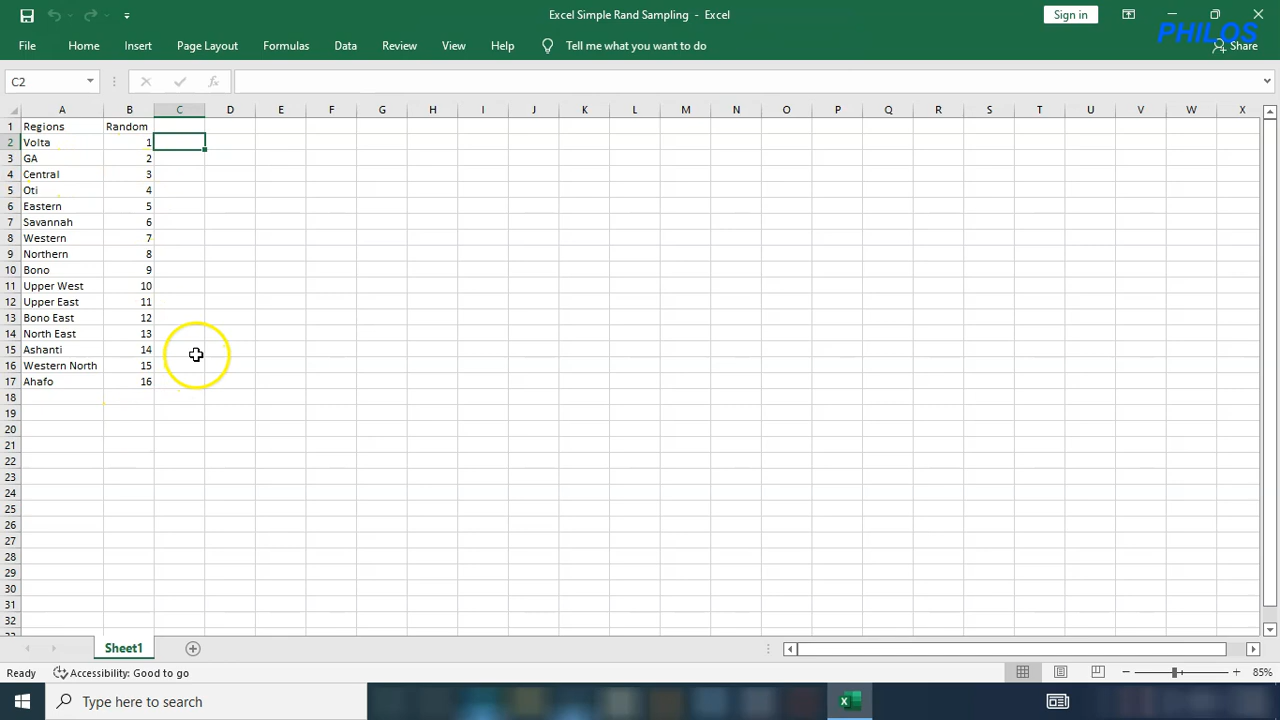 Excel Simple Rand Sampling - Excel
Sign in
PHILOS
File Home Insert Data Page Layout Formulas Data Review View Help Tell me what you want to do Share
C2 fx
A B C D E F G H I J K L M N O P Q R S T U V W X
1 Regions Random
2 Volta 1
3 GA 2
4 Central 3
5 Oti 4
6 Eastern 5
7 Savannah 6
8 Western 7
9 Northern 8
10 Bono 9
11 Upper West 10
12 Upper East 11
13 Bono East 12
14 North East 13
15 Ashanti 14
16 Western North 15
17 Ahafo 16
18
19
20
21
22
23
24
25
26
27
28
29
30
31
32
Sheet1
Ready Accessibility: Good to go 85%
Type here to search